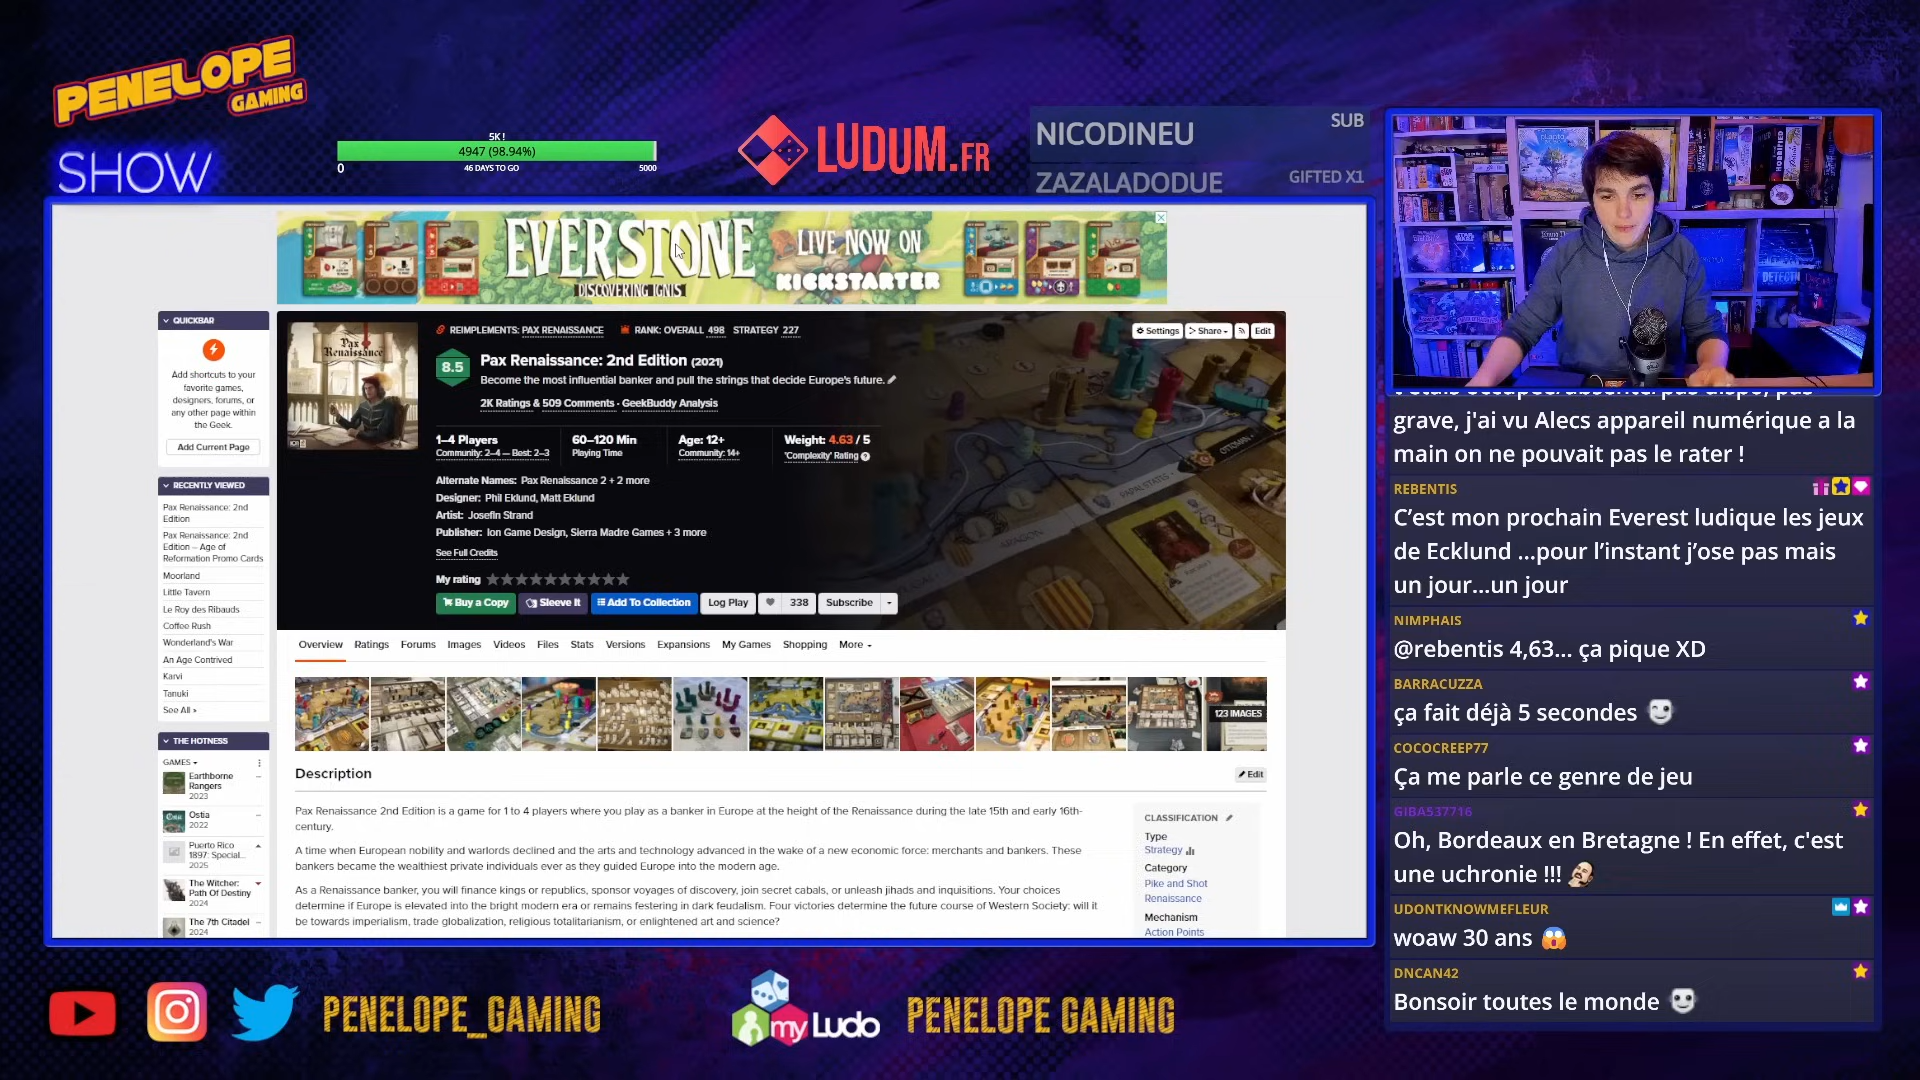 PENELOPE
GAMING
SHOW
5K !
4947 (98.94%)
0
46 DAYS TO GO
5000
LUDUM.FR
NICODINEU
SUB
ZAZALADODUE
GIFTED X1
EVERSTONE
DISCOVERING IGNIS
LIVE NOW ON
KICKSTARTER
QUICKBAR
Add shortcuts to your
favorite games,
designers, forums, or
any other page within
the Geek.
Add Current Page
RECENTLY VIEWED
Pax Renaissance: 2nd
Edition
Pax Renaissance: 2nd
Edition – Age of
Reformation Promo Cards
Moorland
Little Tavern
Le Roy des Ribauds
Coffee Rush
Wonderland's War
An Age Contrived
Karvi
Tanuki
See All »
THE HOTNESS
GAMES
Earthborne
Rangers
2023
Ostia
2022
Puerto Rico
1897: Special...
2025
The Witcher:
Path Of Destiny
2024
The 7th Citadel
2024
Pax
Renaissance
REIMPLEMENTS: PAX RENAISSANCE
RANK: OVERALL 498 STRATEGY 227
Settings
Share
Edit
8.5
Pax Renaissance: 2nd Edition (2021)
Become the most influential banker and pull the strings that decide Europe's future.
2K Ratings & 509 Comments · GeekBuddy Analysis
1–4 Players
Community: 2–4 — Best: 2–3
60–120 Min
Playing Time
Age: 12+
Community: 14+
Weight: 4.63 / 5
'Complexity' Rating
Alternate Names: Pax Renaissance 2 + 2 more
Designer: Phil Eklund, Matt Eklund
Artist: Josefin Strand
Publisher: Ion Game Design, Sierra Madre Games + 3 more
See Full Credits
My rating
Buy a Copy
Sleeve It
Add To Collection
Log Play
338
Subscribe
PAPAL STATES
ARAGON
Overview
Ratings
Forums
Images
Videos
Files
Stats
Versions
Expansions
My Games
Shopping
More
123 IMAGES
Description
Edit
Pax Renaissance 2nd Edition is a game for 1 to 4 players where you play as a banker in Europe at the height of the Renaissance during the late 15th and early 16th-
century.
A time when European nobility and warlords declined and the arts and technology advanced in the wake of a new economic force: merchants and bankers. These
bankers became the wealthiest private individuals ever as they guided Europe into the modern age.
As a Renaissance banker, you will finance kings or republics, sponsor voyages of discovery, join secret cabals, or unleash jihads and inquisitions. Your choices
determine if Europe is elevated into the bright modern era or remains festering in dark feudalism. Four victories determine the future course of Western Society: will it
be towards imperialism, trade globalization, religious totalitarianism, or enlightened art and science?
CLASSIFICATION
Type
Strategy
Category
Pike and Shot
Renaissance
Mechanism
Action Points
grave, j'ai vu Alecs appareil numérique a la
main on ne pouvait pas le rater !
REBENTIS
C’est mon prochain Everest ludique les jeux
de Ecklund ...pour l’instant j’ose pas mais
un jour...un jour
NIMPHAIS
@rebentis 4,63... ça pique XD
BARRACUZZA
ça fait déjà 5 secondes
COCOCREEP77
Ça me parle ce genre de jeu
GIBA537716
Oh, Bordeaux en Bretagne ! En effet, c'est
une uchronie !!!
UDONTKNOWMEFLEUR
woaw 30 ans 😱
DNCAN42
Bonsoir toutes le monde
PENELOPE_GAMING
myLudo
PENELOPE GAMING